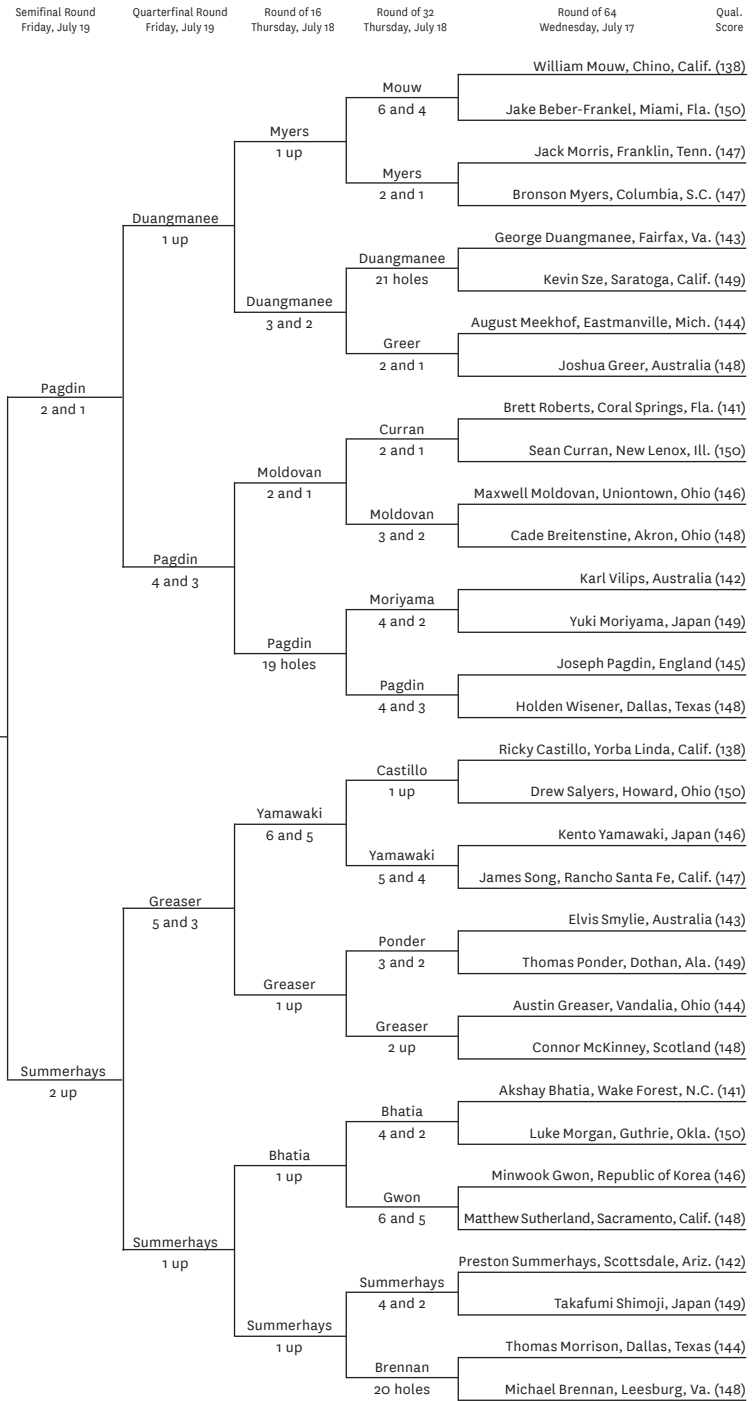 Semifinal Round
Friday, July 19
Quarterfinal Round
Friday, July 19
Round of 16
Thursday, July 18
Round of 32
Thursday, July 18
Round of 64
Wednesday, July 17
Qual.
Score
William Mouw, Chino, Calif. (138)
Mouw
6 and 4
Jake Beber-Frankel, Miami, Fla. (150)
Myers
1 up
Jack Morris, Franklin, Tenn. (147)
Myers
2 and 1
Bronson Myers, Columbia, S.C. (147)
Duangmanee
1 up
George Duangmanee, Fairfax, Va. (143)
Duangmanee
21 holes
Kevin Sze, Saratoga, Calif. (149)
Duangmanee
3 and 2
August Meekhof, Eastmanville, Mich. (144)
Greer
2 and 1
Joshua Greer, Australia (148)
Pagdin
2 and 1
Brett Roberts, Coral Springs, Fla. (141)
Curran
2 and 1
Sean Curran, New Lenox, Ill. (150)
Moldovan
2 and 1
Maxwell Moldovan, Uniontown, Ohio (146)
Moldovan
3 and 2
Cade Breitenstine, Akron, Ohio (148)
Pagdin
4 and 3
Karl Vilips, Australia (142)
Moriyama
4 and 2
Yuki Moriyama, Japan (149)
Pagdin
19 holes
Joseph Pagdin, England (145)
Pagdin
4 and 3
Holden Wisener, Dallas, Texas (148)
Ricky Castillo, Yorba Linda, Calif. (138)
Castillo
1 up
Drew Salyers, Howard, Ohio (150)
Yamawaki
6 and 5
Kento Yamawaki, Japan (146)
Yamawaki
5 and 4
James Song, Rancho Santa Fe, Calif. (147)
Greaser
5 and 3
Elvis Smylie, Australia (143)
Ponder
3 and 2
Thomas Ponder, Dothan, Ala. (149)
Greaser
1 up
Austin Greaser, Vandalia, Ohio (144)
Greaser
2 up
Connor McKinney, Scotland (148)
Summerhays
2 up
Akshay Bhatia, Wake Forest, N.C. (141)
Bhatia
4 and 2
Luke Morgan, Guthrie, Okla. (150)
Bhatia
1 up
Minwook Gwon, Republic of Korea (146)
Gwon
6 and 5
Matthew Sutherland, Sacramento, Calif. (148)
Summerhays
1 up
Preston Summerhays, Scottsdale, Ariz. (142)
Summerhays
4 and 2
Takafumi Shimoji, Japan (149)
Summerhays
1 up
Thomas Morrison, Dallas, Texas (144)
Brennan
20 holes
Michael Brennan, Leesburg, Va. (148)